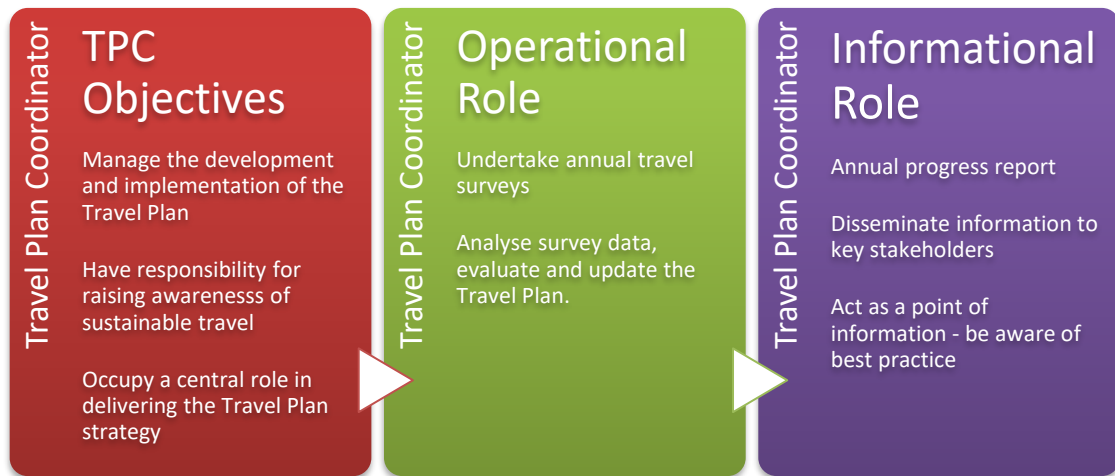 Travel Plan Coordinator
TPC
Objectives
Manage the development
and implementation of the
Travel Plan
Have responsibility for
raising awarenesss of
sustainable travel
Occupy a central role in
delivering the Travel Plan
strategy
Travel Plan Coordinator
Operational
Role
Undertake annual travel
surveys
Analyse survey data,
evaluate and update the
Travel Plan.
Travel Plan Coordinator
Informational
Role
Annual progress report
Disseminate information to
key stakeholders
Act as a point of
information - be aware of
best practice